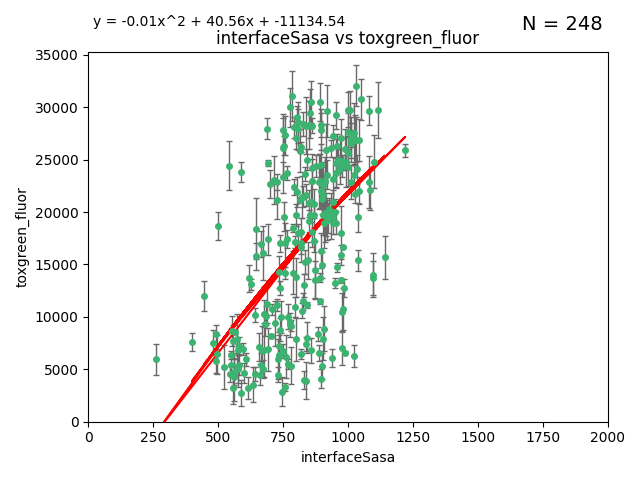 y = -0.01x^2 + 40.56x + -11134.54
N = 248
interfaceSasa vs toxgreen_fluor
35000
30000
25000
20000
15000
10000
5000
0
toxgreen_fluor
0 250 500 750 1000 1250 1500 1750 2000
interfaceSasa